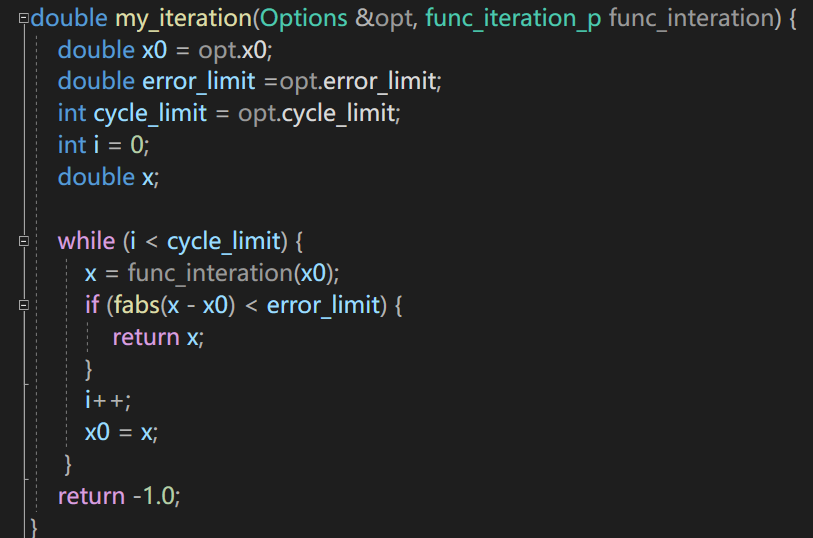 double my_iteration(Options &opt, func_iteration_p func_interation) {
double x0 = opt.x0;
double error_limit =opt.error_limit;
int cycle_limit = opt.cycle_limit;
int i = 0;
double x;
while (i < cycle_limit) {
x = func_interation(x0);
if (fabs(x - x0) < error_limit) {
return x;
}
i++;
x0 = x;
}
return -1.0;
}